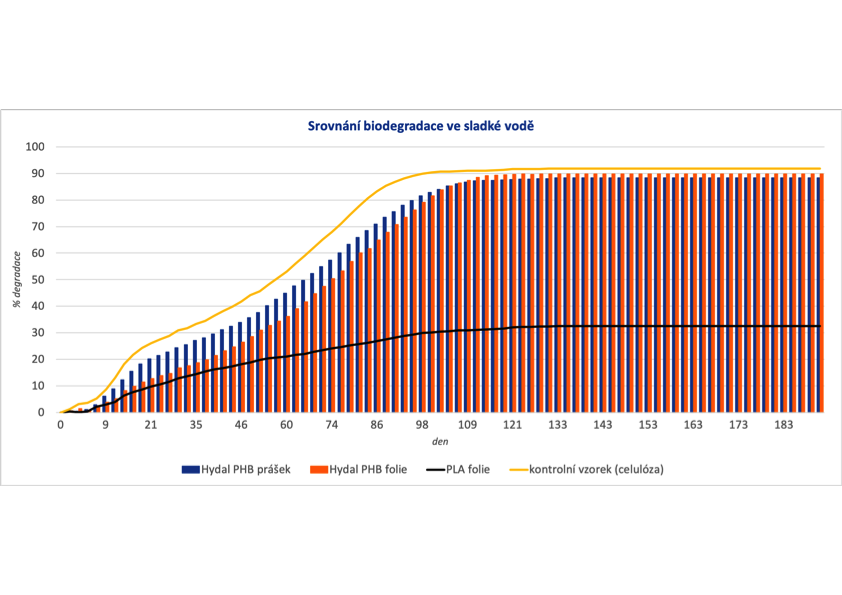 Srovnání biodegradace ve sladké vodě
100
90
80
70
60
50
40
30
20
10
0
% degradace
0 9 21 35 46 60 74 86 98 109 121 133 143 153 163 173 183
den
Hydal PHB prášek Hydal PHB folie PLA folie kontrolní vzorek (celulóza)